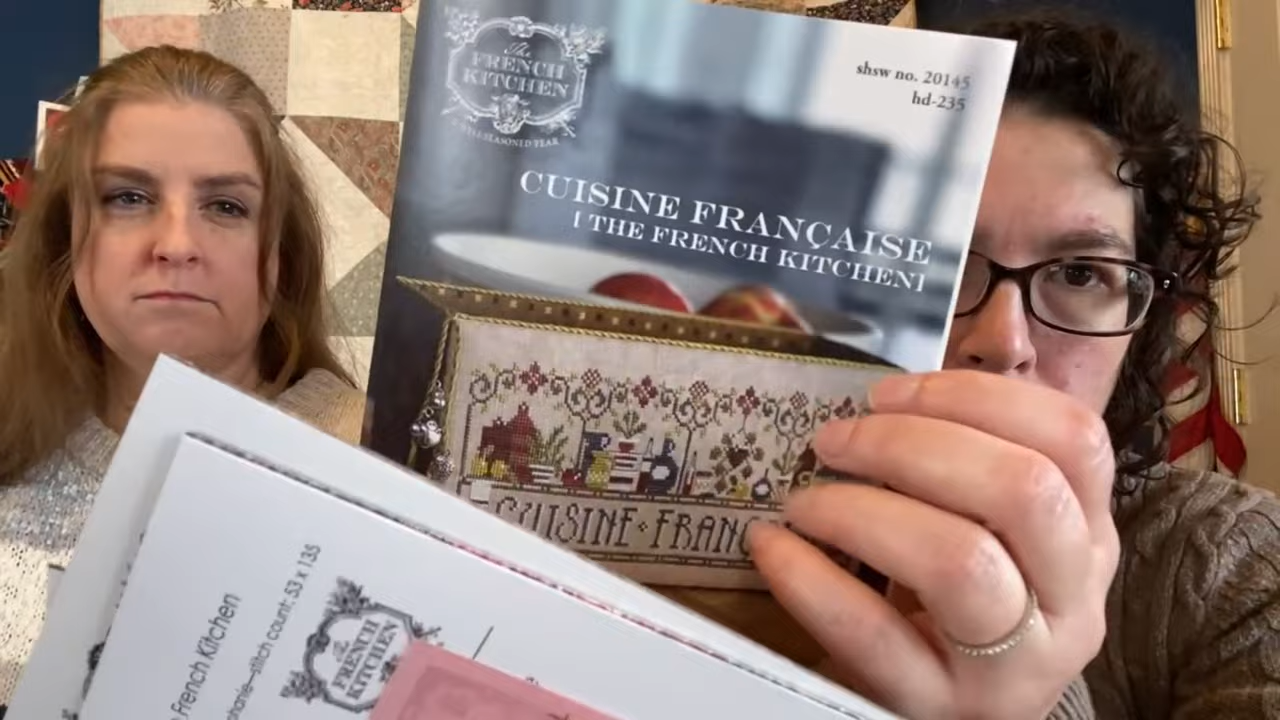 The
FRENCH
KITCHEN
shsw no. 20145
hd-235
CUISINE FRANÇAISE
[ THE FRENCH KITCHEN]
CUISINE FRANC
French Kitchen
stitch count: 53 x 135
The
FRENCH
KITCHEN